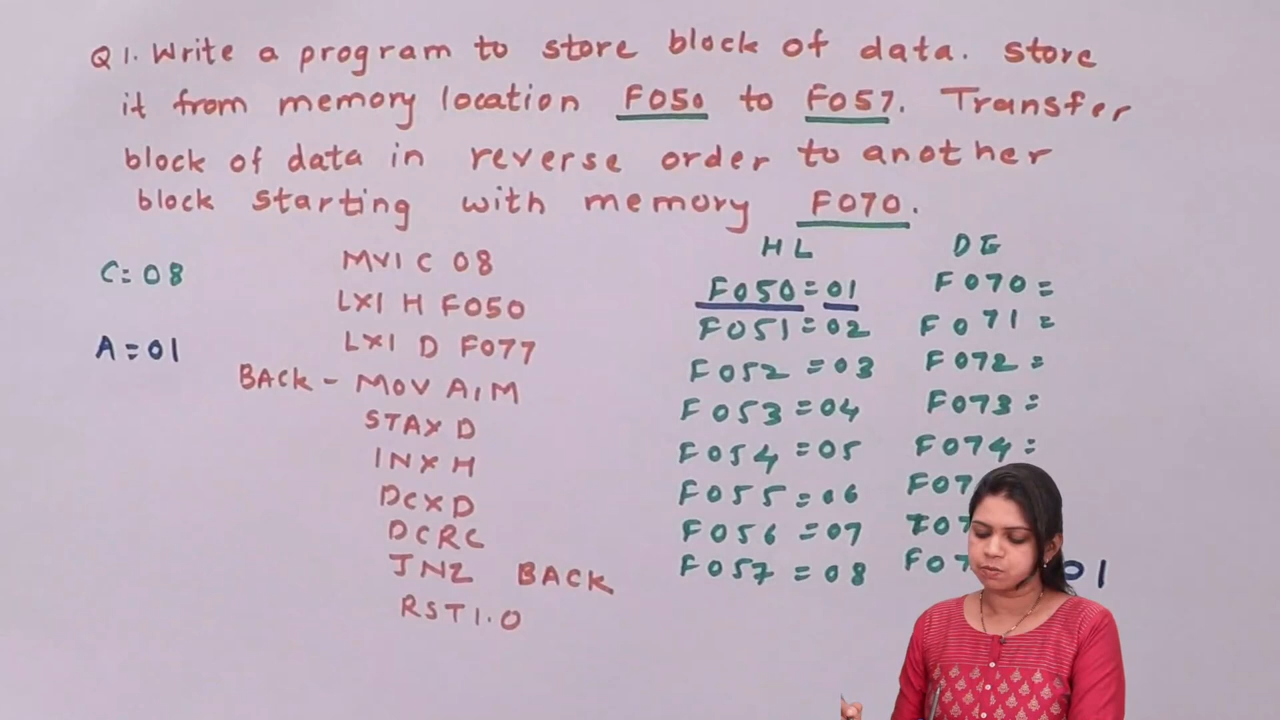 Q1. Write a program to store block of data. store
it from memory location F050 to F057. Transfer
block of data in reverse order to another
block starting with memory F070.
C=08
A=01
MVI C 08
LXI H F050
LXI D F077
BACK - MOV A,M
STAX D
INX H
DCX D
DCRC
JNZ BACK
RST1.0
HL
F050=01
F051=02
F052=03
F053=04
F054=05
F055=06
F056=07
F057=08
DE
F070=
F071=
F072=
F073=
F074=
01